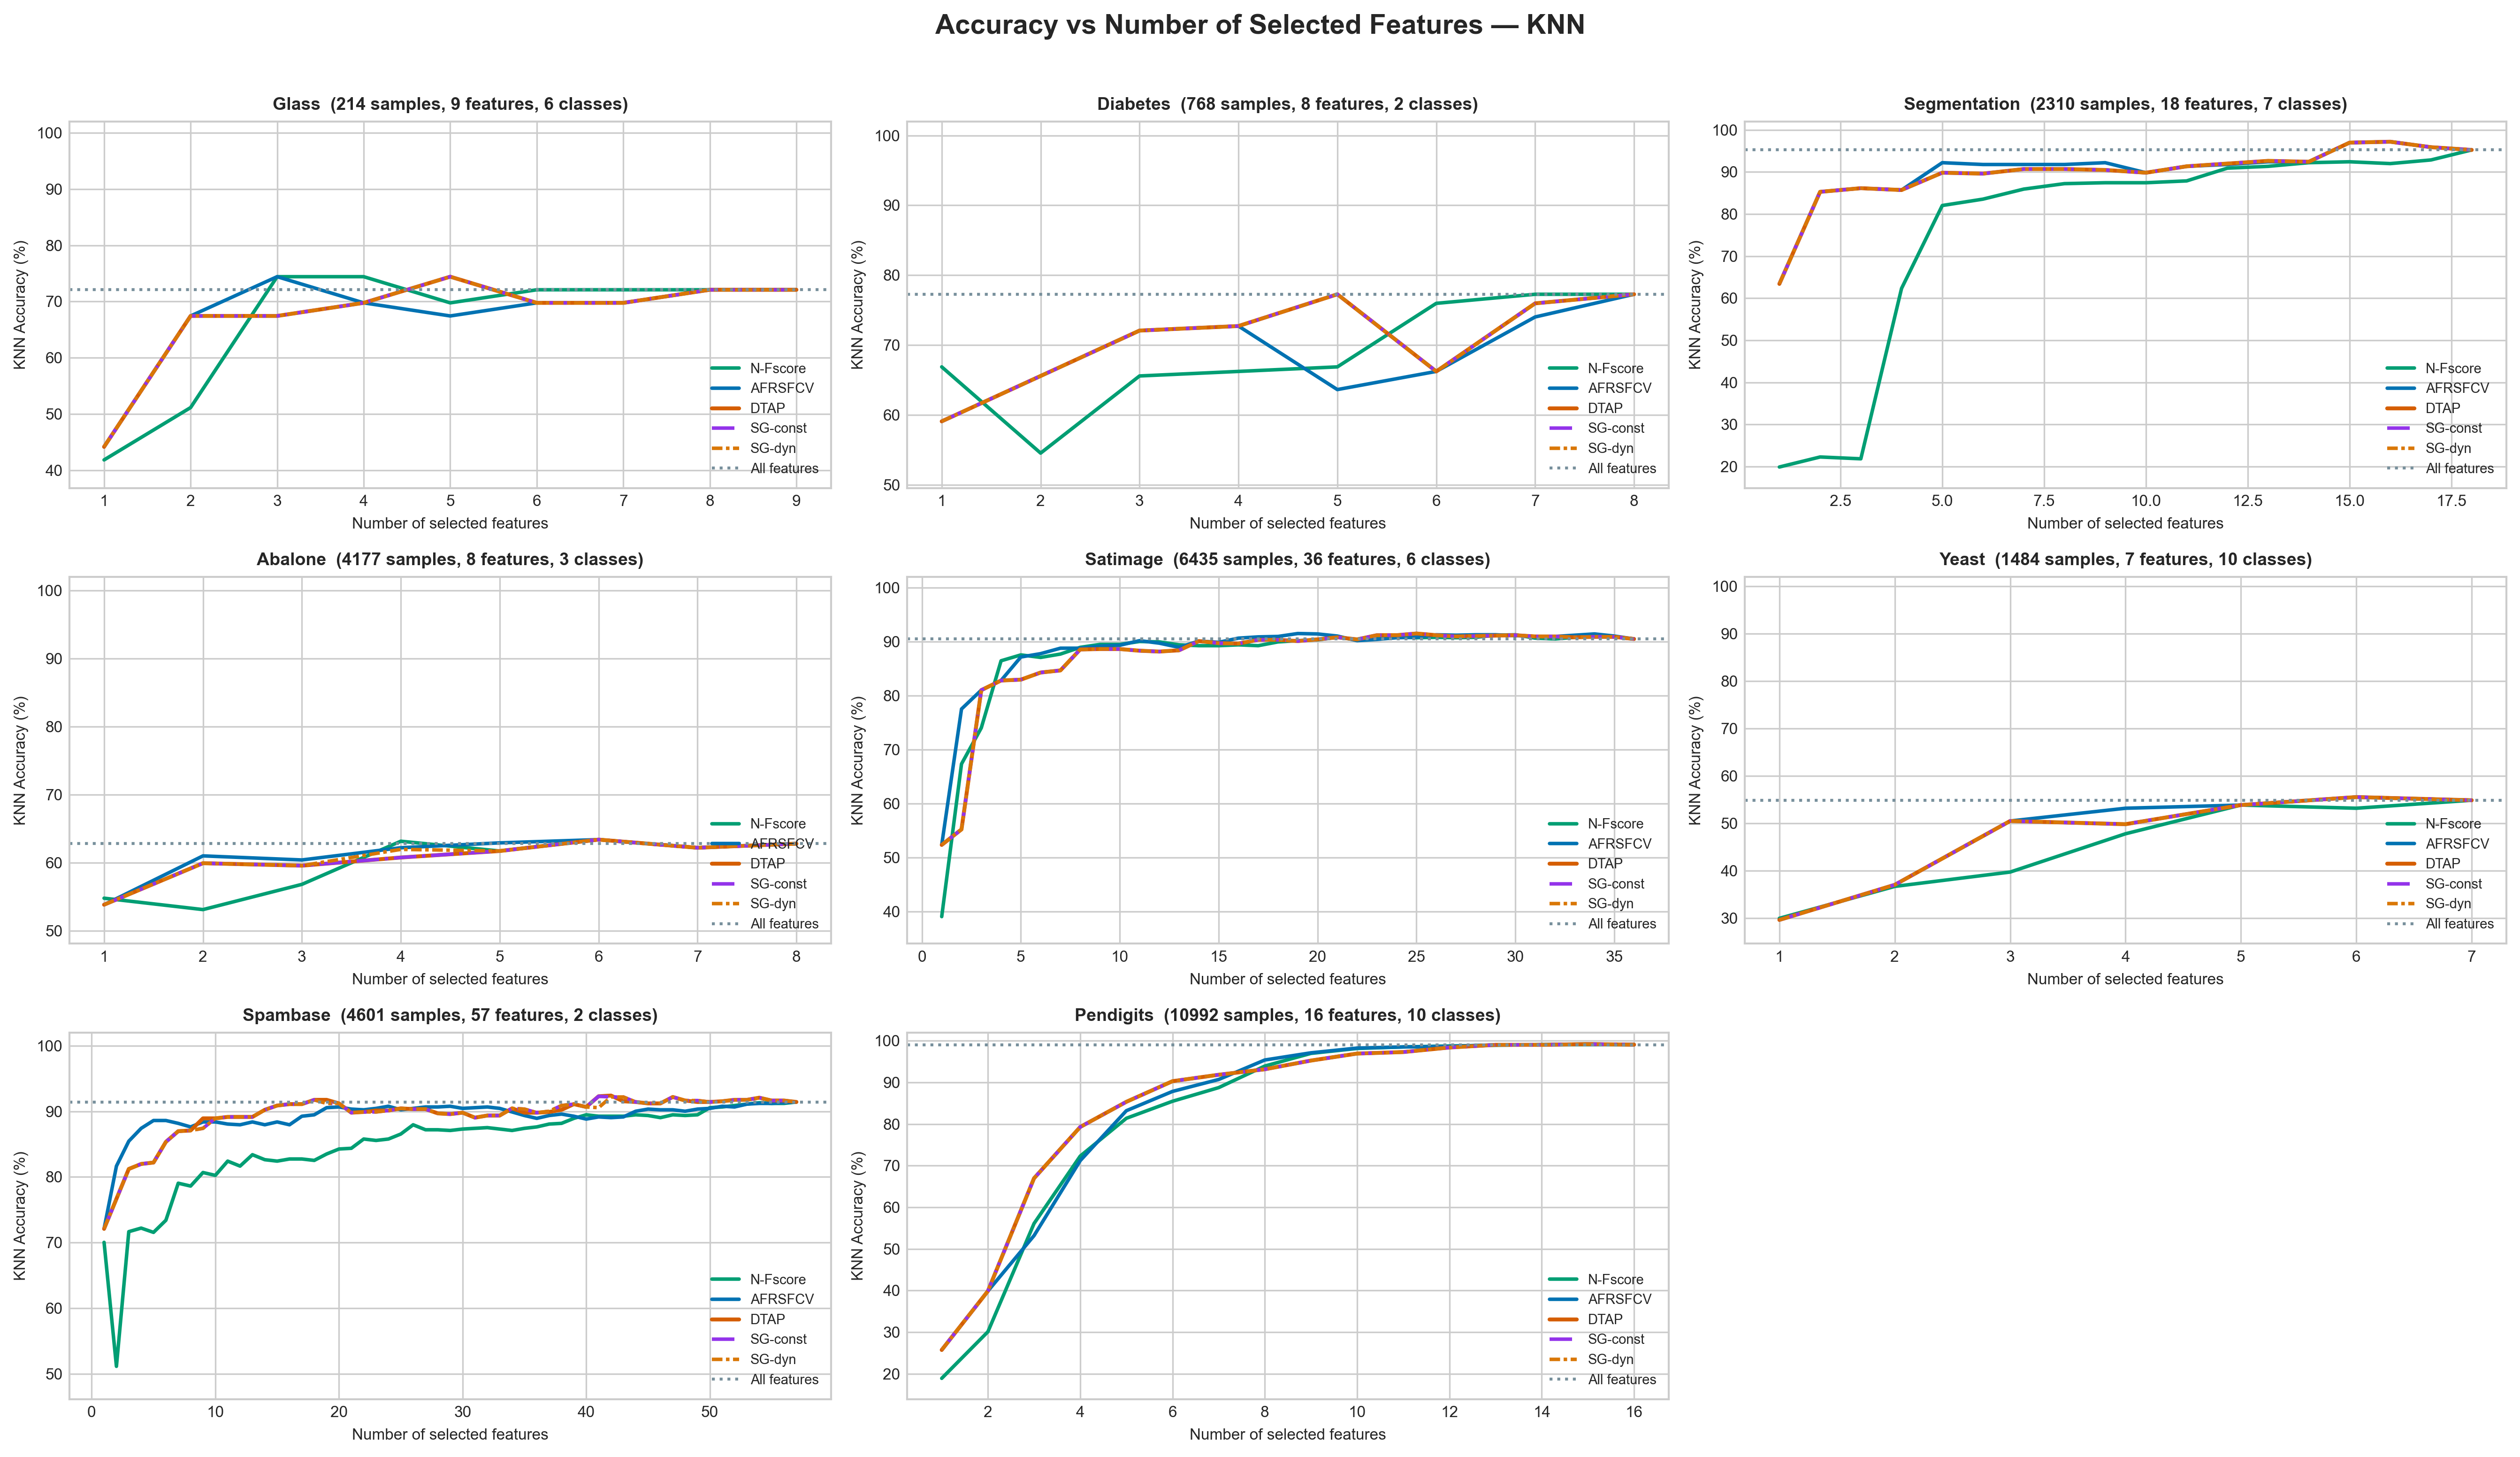 Accuracy vs Number of Selected Features — KNN
Glass  (214 samples, 9 features, 6 classes)
100
90
80
70
60
50
40
KNN Accuracy (%)
N-Fscore
AFRSFCV
DTAP
SG-const
SG-dyn
All features
1 2 3 4 5 6 7 8 9
Number of selected features
Diabetes  (768 samples, 8 features, 2 classes)
100
90
80
70
60
50
KNN Accuracy (%)
N-Fscore
AFRSFCV
DTAP
SG-const
SG-dyn
All features
1 2 3 4 5 6 7 8
Number of selected features
Segmentation  (2310 samples, 18 features, 7 classes)
100
90
80
70
60
50
40
30
20
KNN Accuracy (%)
N-Fscore
AFRSFCV
DTAP
SG-const
SG-dyn
All features
2.5 5.0 7.5 10.0 12.5 15.0 17.5
Number of selected features
Abalone  (4177 samples, 8 features, 3 classes)
100
90
80
70
60
50
KNN Accuracy (%)
N-Fscore
AFRSFCV
DTAP
SG-const
SG-dyn
All features
1 2 3 4 5 6 7 8
Number of selected features
Satimage  (6435 samples, 36 features, 6 classes)
100
90
80
70
60
50
40
KNN Accuracy (%)
N-Fscore
AFRSFCV
DTAP
SG-const
SG-dyn
All features
0 5 10 15 20 25 30 35
Number of selected features
Yeast  (1484 samples, 7 features, 10 classes)
100
90
80
70
60
50
40
30
KNN Accuracy (%)
N-Fscore
AFRSFCV
DTAP
SG-const
SG-dyn
All features
1 2 3 4 5 6 7
Number of selected features
Spambase  (4601 samples, 57 features, 2 classes)
100
90
80
70
60
50
KNN Accuracy (%)
N-Fscore
AFRSFCV
DTAP
SG-const
SG-dyn
All features
0 10 20 30 40 50
Number of selected features
Pendigits  (10992 samples, 16 features, 10 classes)
100
90
80
70
60
50
40
30
20
KNN Accuracy (%)
N-Fscore
AFRSFCV
DTAP
SG-const
SG-dyn
All features
2 4 6 8 10 12 14 16
Number of selected features